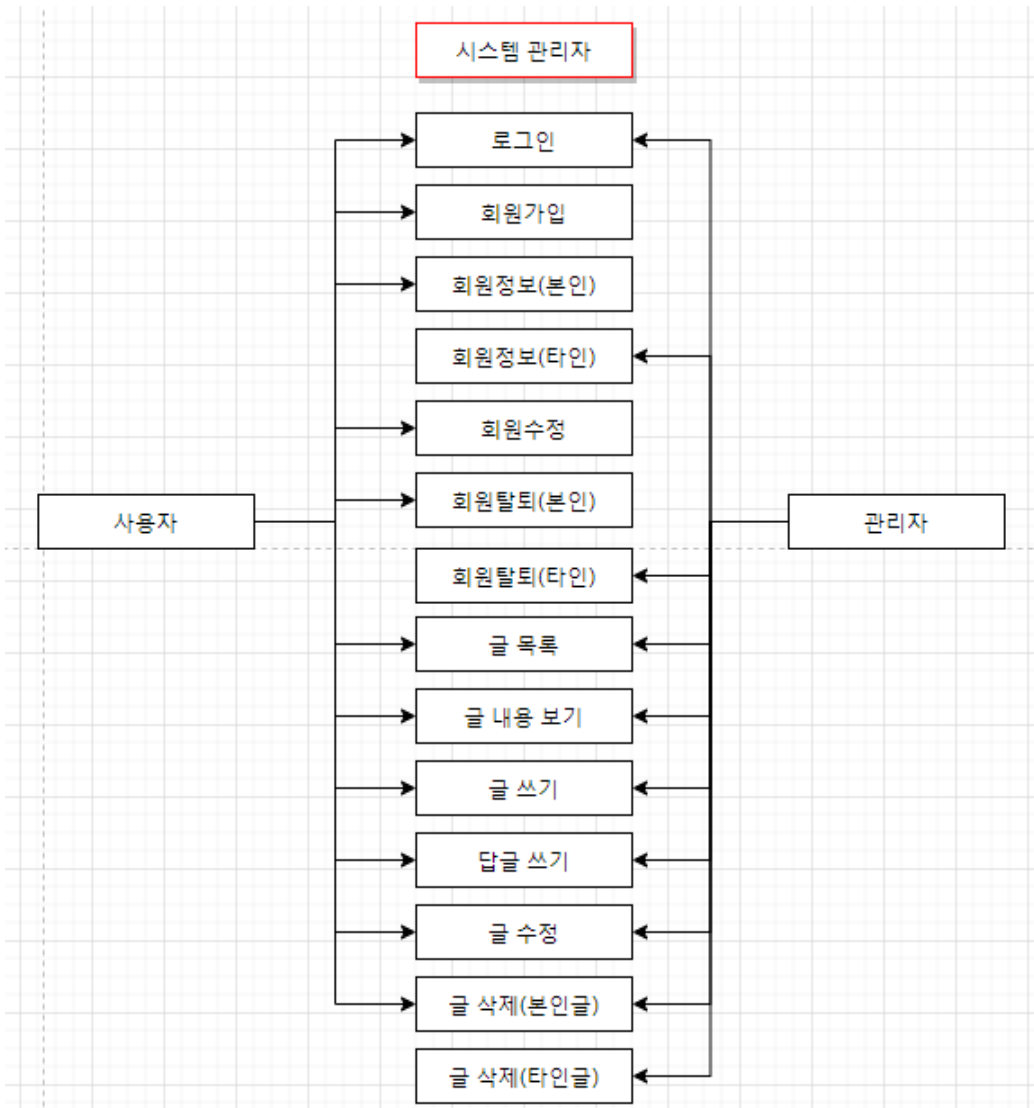 시스템 관리자
로그인
회원가입
회원정보(본인)
회원정보(타인)
회원수정
회원탈퇴(본인)
사용자
관리자
회원탈퇴(타인)
글 목록
글 내용 보기
글 쓰기
답글 쓰기
글 수정
글 삭제(본인글)
글 삭제(타인글)